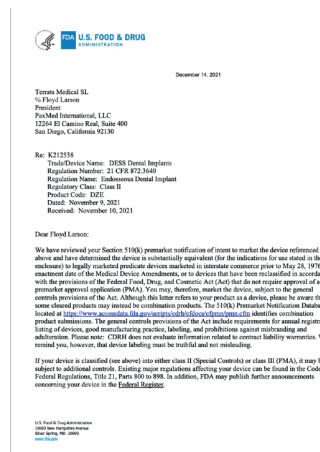 FDA U.S. FOOD & DRUG
ADMINISTRATION
December 14, 2021
Terrats Medical SL
℅ Floyd Larson
President
PaxMed International, LLC
12264 El Camino Real, Suite 400
San Diego, California 92130
Re: K212538
Trade/Device Name: DESS Dental Implants
Regulation Number: 21 CFR 872.3640
Regulation Name: Endosseous Dental Implant
Regulatory Class: Class II
Product Code: DZE
Dated: November 9, 2021
Received: November 10, 2021
Dear Floyd Larson:
We have reviewed your Section 510(k) premarket notification of intent to market the device referenced
above and have determined the device is substantially equivalent (for the indications for use stated in the
enclosure) to legally marketed predicate devices marketed in interstate commerce prior to May 28, 1976
enactment date of the Medical Device Amendments, or to devices that have been reclassified in accorda
with the provisions of the Federal Food, Drug, and Cosmetic Act (Act) that do not require approval of a
premarket approval application (PMA). You may, therefore, market the device, subject to the general
controls provisions of the Act. Although this letter refers to your product as a device, please be aware th
some cleared products may instead be combination products. The 510(k) Premarket Notification Databa
located at https://www.accessdata.fda.gov/scripts/cdrh/cfdocs/cfpmn/pmn.cfm identifies combination
product submissions. The general controls provisions of the Act include requirements for annual registra
listing of devices, good manufacturing practice, labeling, and prohibitions against misbranding and
adulteration. Please note: CDRH does not evaluate information related to contract liability warranties.
remind you, however, that device labeling must be truthful and not misleading.
If your device is classified (see above) into either class II (Special Controls) or class III (PMA), it may b
subject to additional controls. Existing major regulations affecting your device can be found in the Code
Federal Regulations, Title 21, Parts 800 to 898. In addition, FDA may publish further announcements
concerning your device in the Federal Register.
U.S. Food & Drug Administration
10903 New Hampshire Avenue
Silver Spring, MD 20993
www.fda.gov